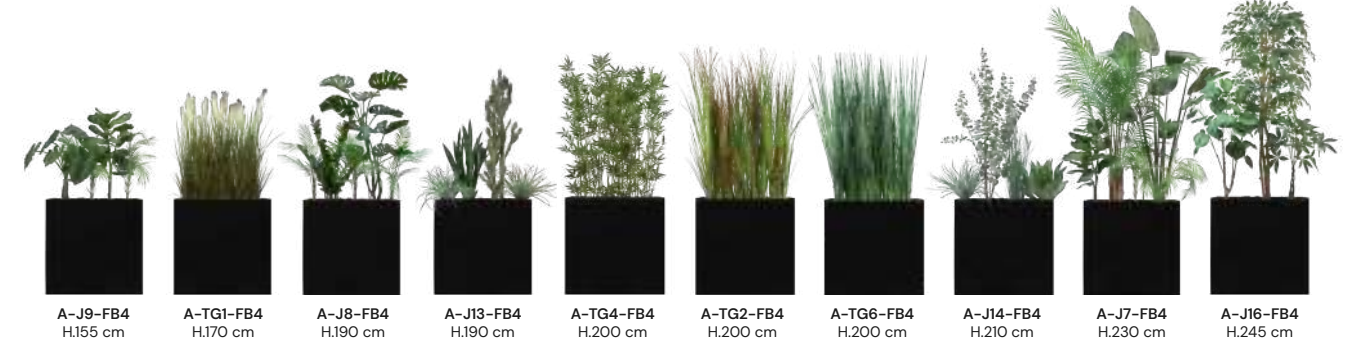 A-J9-FB4
H.155 cm
A-TG1-FB4
H.170 cm
A-J8-FB4
H.190 cm
A-J13-FB4
H.190 cm
A-TG4-FB4
H.200 cm
A-TG2-FB4
H.200 cm
A-TG6-FB4
H.200 cm
A-J14-FB4
H.210 cm
A-J7-FB4
H.230 cm
A-J16-FB4
H.245 cm